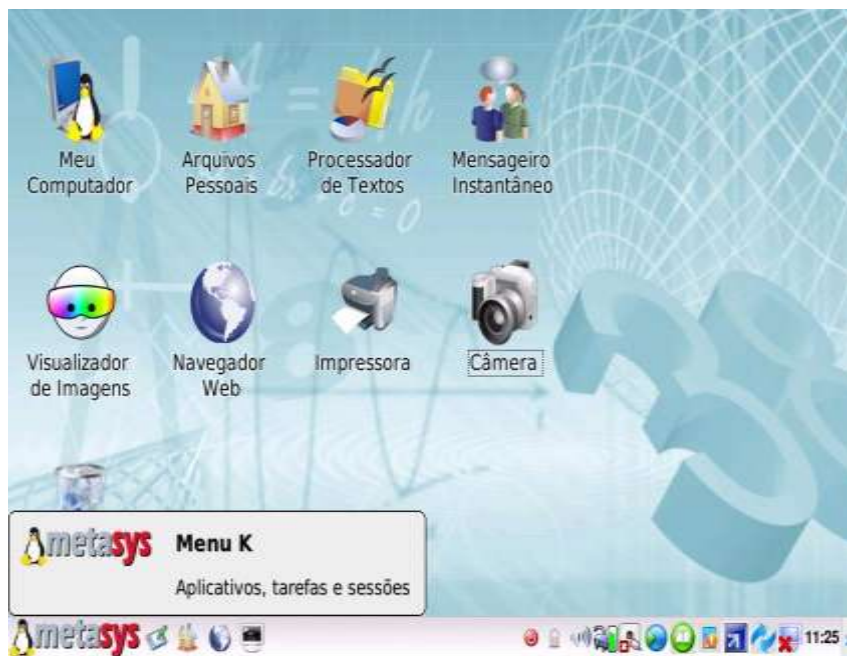 Meu
Computador
Arquivos
Pessoais
Processador
de Textos
Mensageiro
Instantâneo
Visualizador
de Imagens
Navegador
Web
Impressora
Câmera
metasys
Menu K
Aplicativos, tarefas e sessões
metasys
11:25